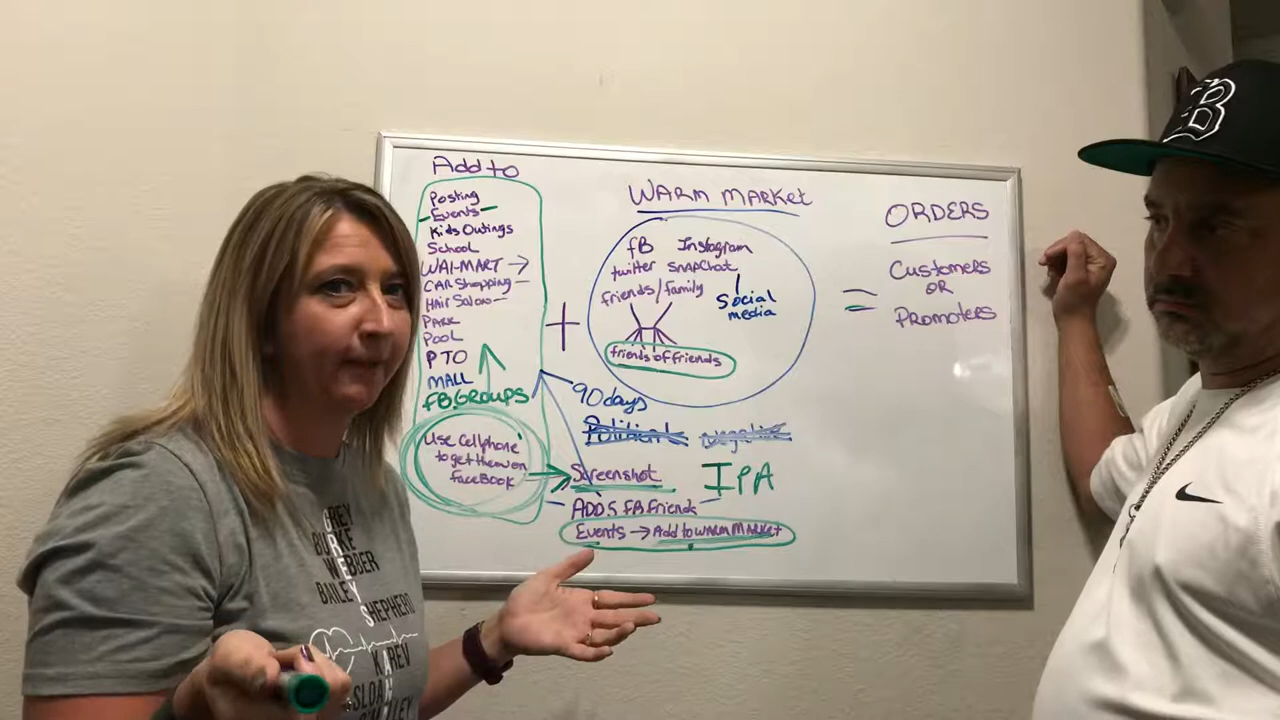 Add to
Posting
Events
Kids Outings
School
WAl-MART
CAR Shopping
Hair Salon
PARK
Pool
PTO
MALL
FB GROUPS
Use Cellphone
to get them on
FaceBook
WARM MARKET
fB Instagram
twitter SnapChat
friends/family
Social
media
friends of friends
90 days
Political
negative
Screenshot
IPA
ADD 5 FB Friends
Events → Add to WARM MARKET
=
ORDERS
Customers
OR
Promoters
+
GREY
BURKE
WEBBER
BAILEY
SHEPHERD
KAREV
SLOAN
B